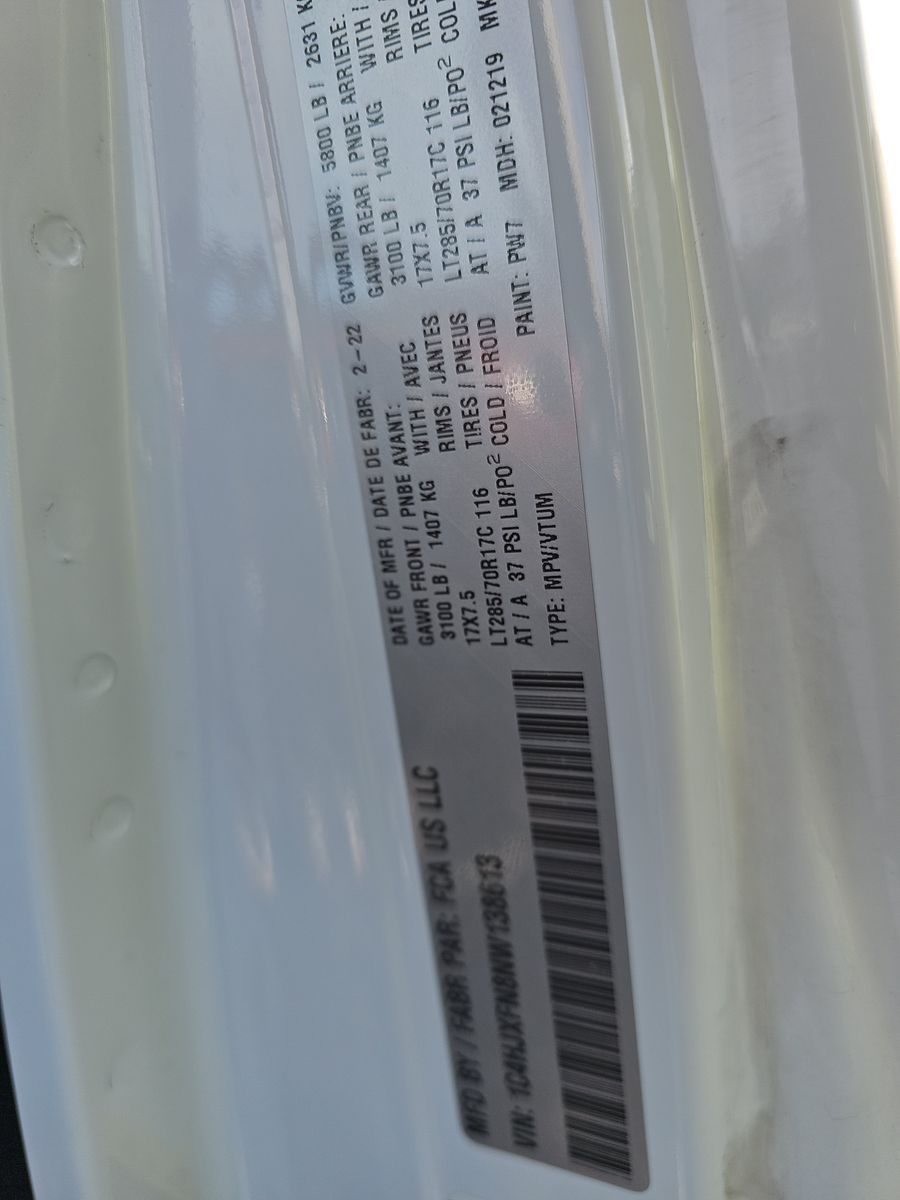 MFD BY / FABR PAR: FCA US LLC
DATE OF MFR / DATE DE FABR: 2-22 GVWR/PNBV: 5800 LB / 2631
GAWR FRONT / PNBE AVANT: GAWR REAR / PNBE ARRIERE:
3100 LB / 1407 KG WITH / AVEC 3100 LB / 1407 KG WITH /
17X7.5 RIMS / JANTES 17X7.5 RIMS
LT285/70R17C 116 TIRES / PNEUS LT285/70R17C 116 TIRES
AT / A 37 PSI LB/PO² COLD / FROID AT / A 37 PSI LB/PO² COLD
VIN: 1C4HJXFN8NW138613
TYPE: MPV/VTUM PAINT: PW7 MDH: 021219